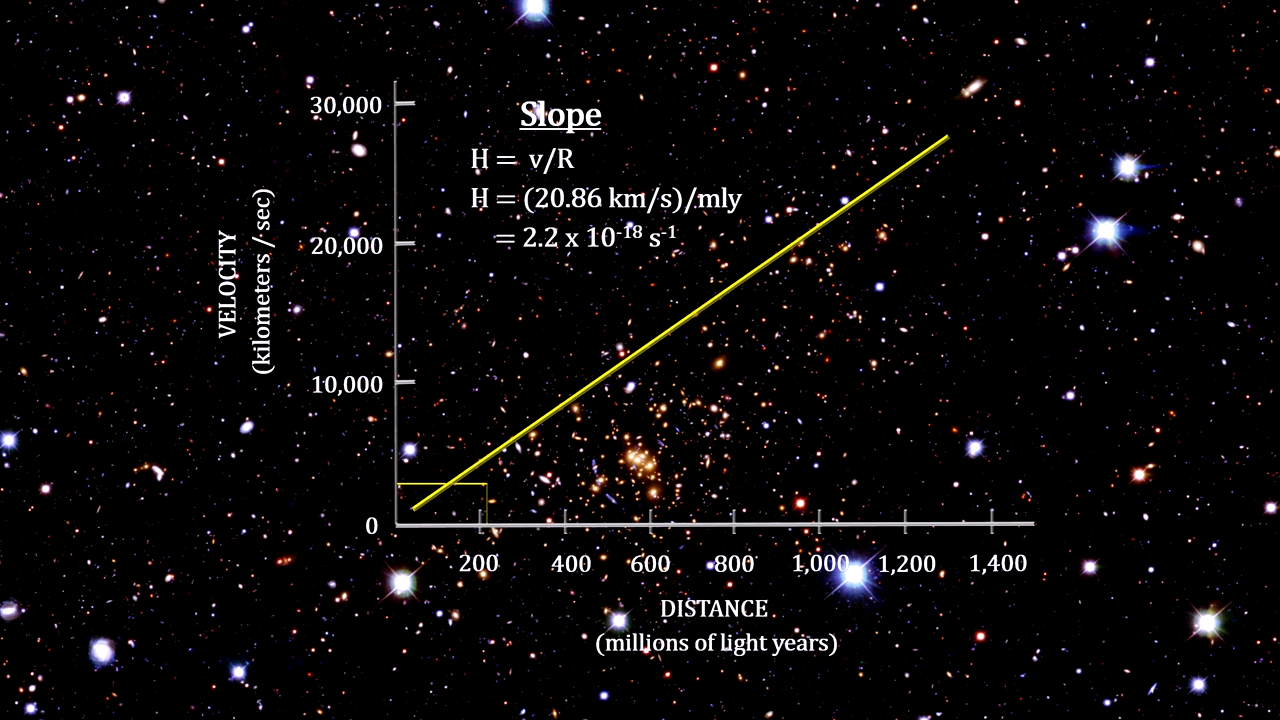 30,000
20,000
10,000
0
VELOCITY
(kilometers / sec)
Slope
H = v/R
H = (20.86 km/s)/mly
= 2.2 x 10⁻¹⁸ s⁻¹
200 400 600 800 1,000 1,200 1,400
DISTANCE
(millions of light years)